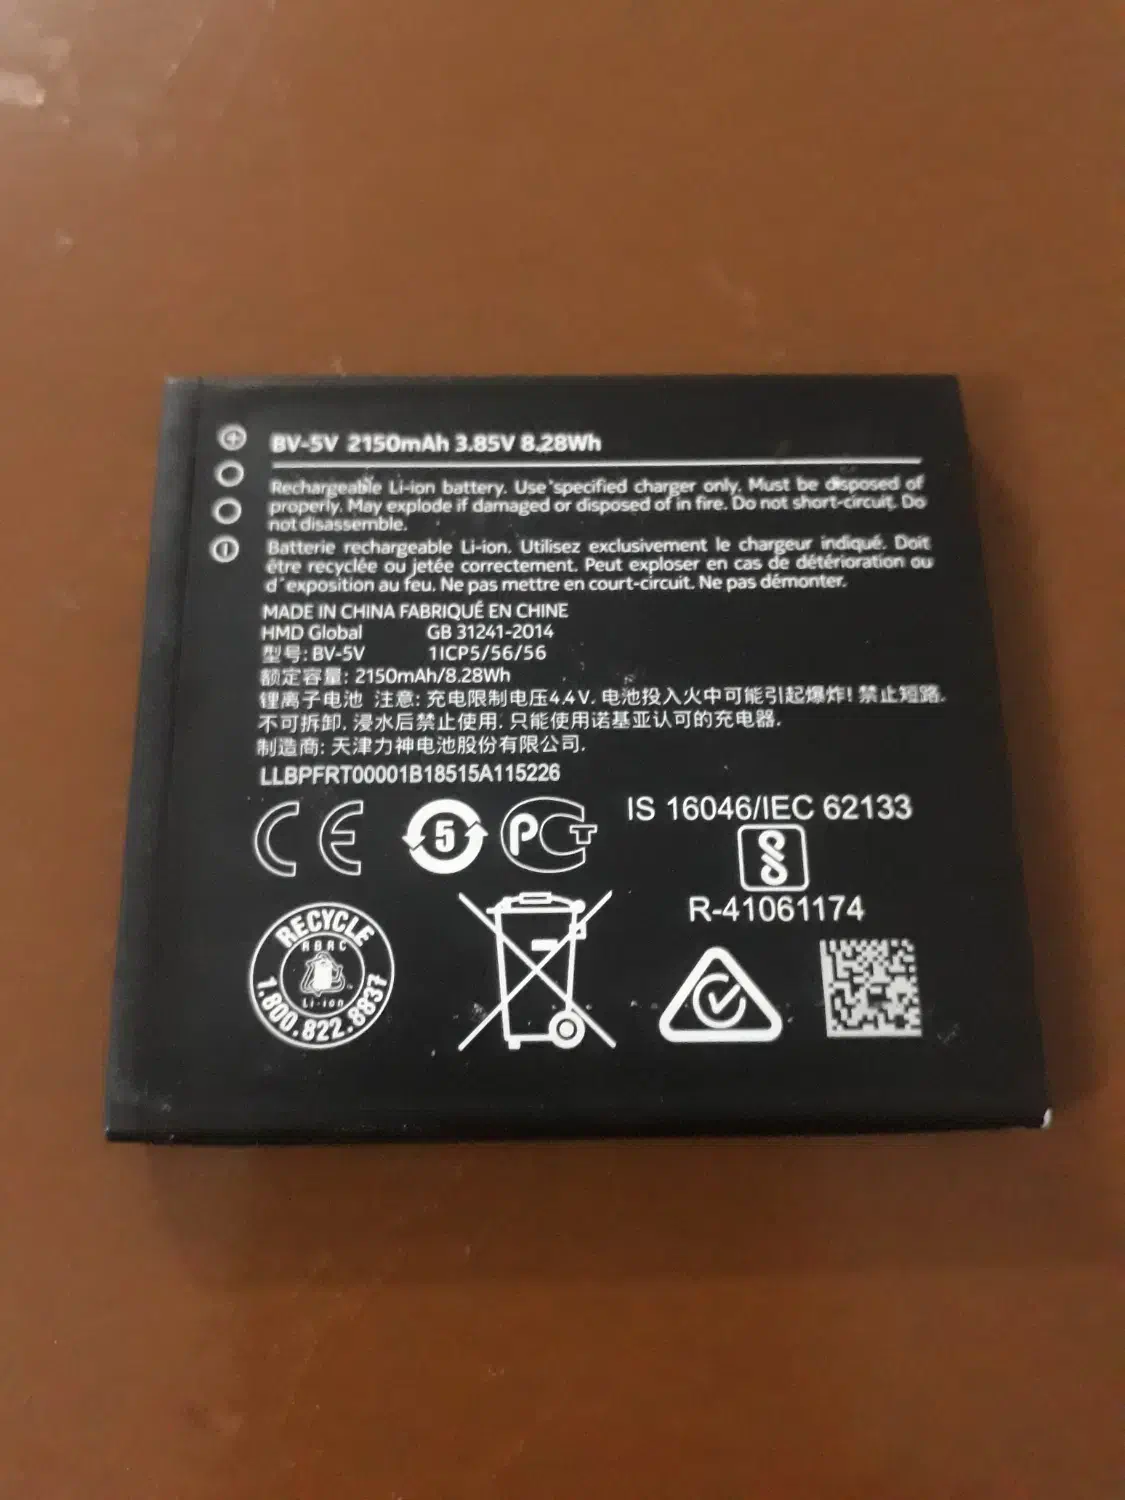 BV-5V 2150mAh 3.85V 8.28Wh
Rechargeable Li-ion battery. Use specified charger only. Must be disposed of
properly. May explode if damaged or disposed of in fire. Do not short-circuit. Do
not disassemble.
Batterie rechargeable Li-ion. Utilisez exclusivement le chargeur indiqué. Doit
être recyclée ou jetée correctement. Peut exploser en cas de détérioration ou
d'exposition au feu. Ne pas mettre en court-circuit. Ne pas démonter.
MADE IN CHINA FABRIQUÉ EN CHINE
HMD Global GB 31241-2014
型号: BV-5V 1ICP5/56/56
额定容量: 2150mAh/8.28Wh
锂离子电池 注意: 充电限制电压4.4V. 电池投入火中可能引起爆炸! 禁止短路.
不可拆卸. 浸水后禁止使用. 只能使用诺基亚认可的充电器.
制造商: 天津力神电池股份有限公司.
LLBPFRT00001B18515A115226
CE 5 PCT IS 16046/IEC 62133
R-41061174
RECYCLE
RBRC
Li-ion
1.800.822.8837